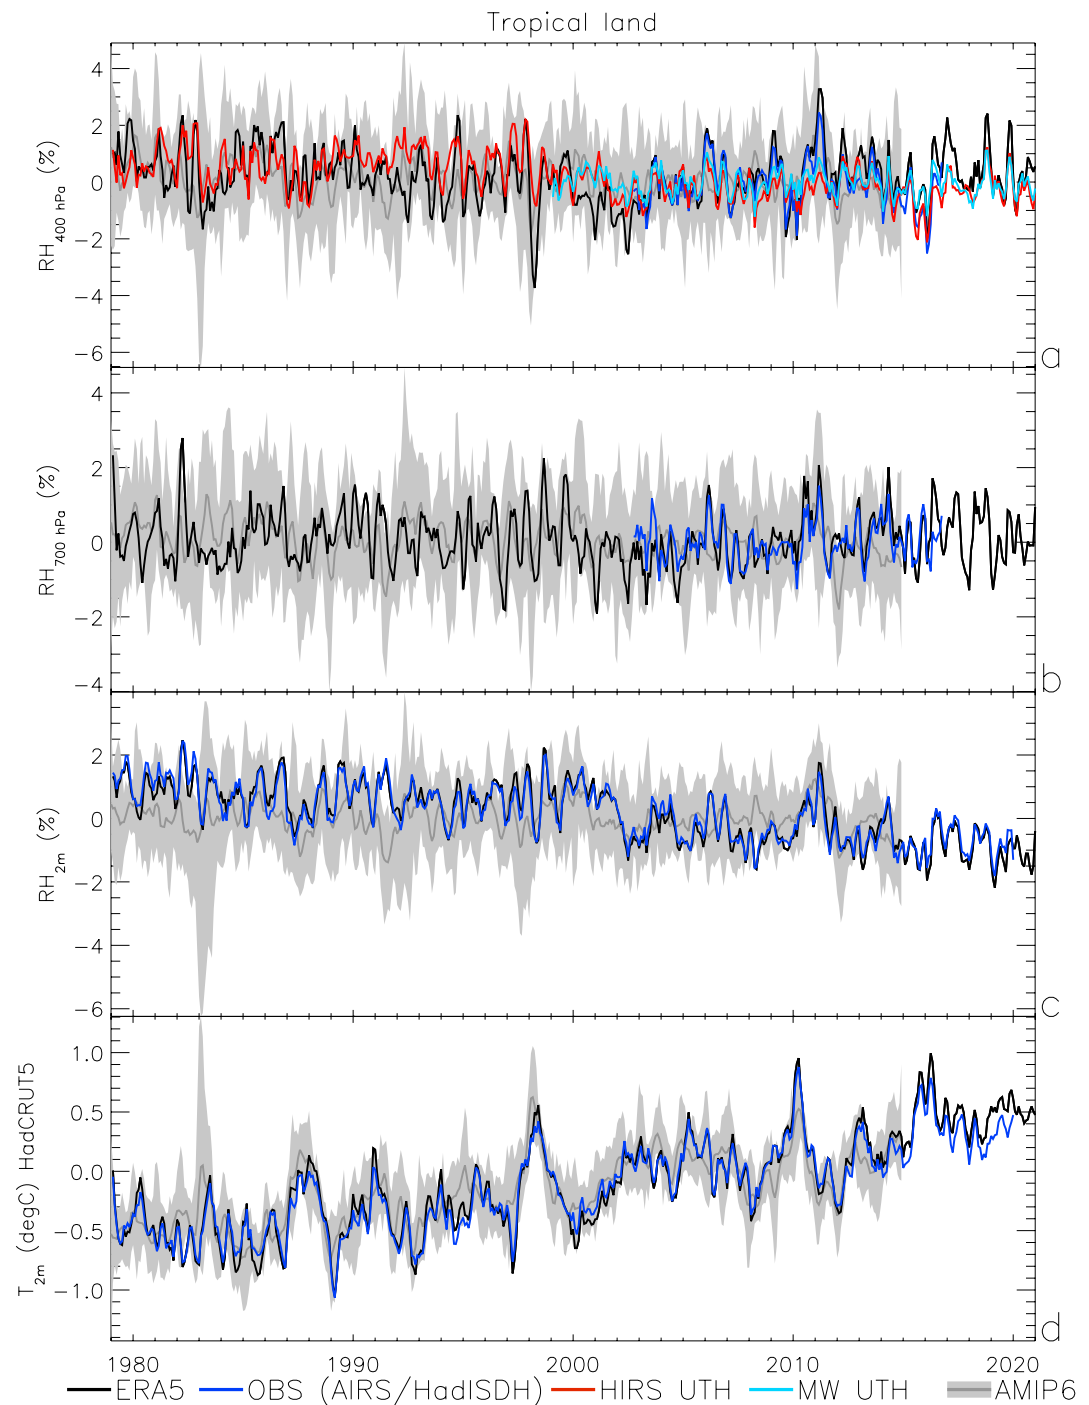 Tropical land
4
2
0
−2
−4
−6
RH400 hPa (%)
a
4
2
0
−2
−4
RH700 hPa (%)
b
2
0
−2
−4
−6
RH2m (%)
c
1.0
0.5
0.0
−0.5
−1.0
T2m (degC) HadCRUT5
d
1980 1990 2000 2010 2020
ERA5 OBS (AIRS/HadISDH) HIRS UTH MW UTH AMIP6